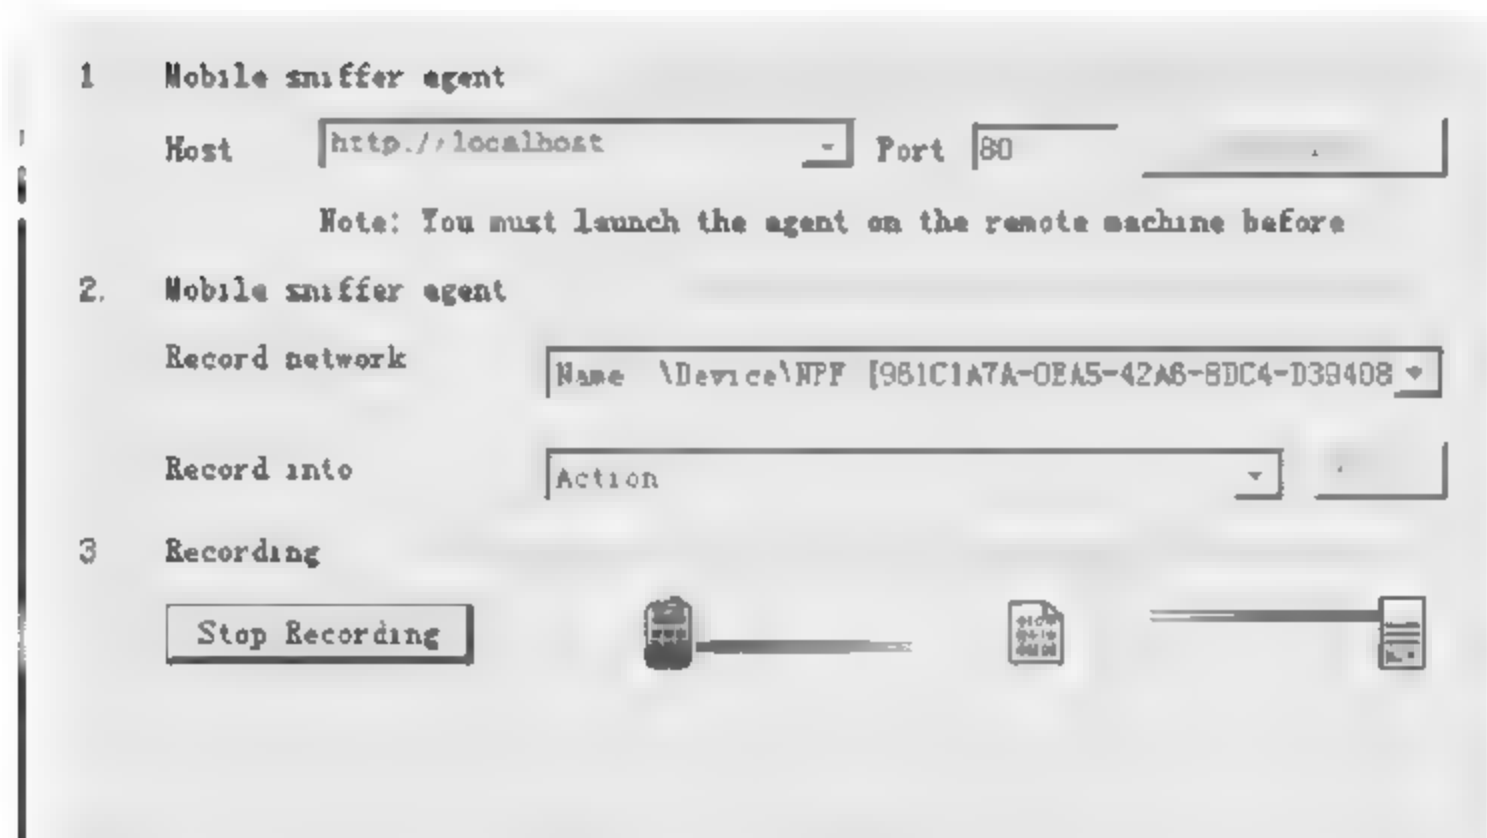 1 Mobile sniffer agent
Host http://localhost Port 80
Note: You must launch the agent on the remote machine before
2. Mobile sniffer agent
Record network Name \Device\NPF [961C1A7A-0EA5-42A6-8DC4-D39408
Record into Action
3 Recording
Stop Recording